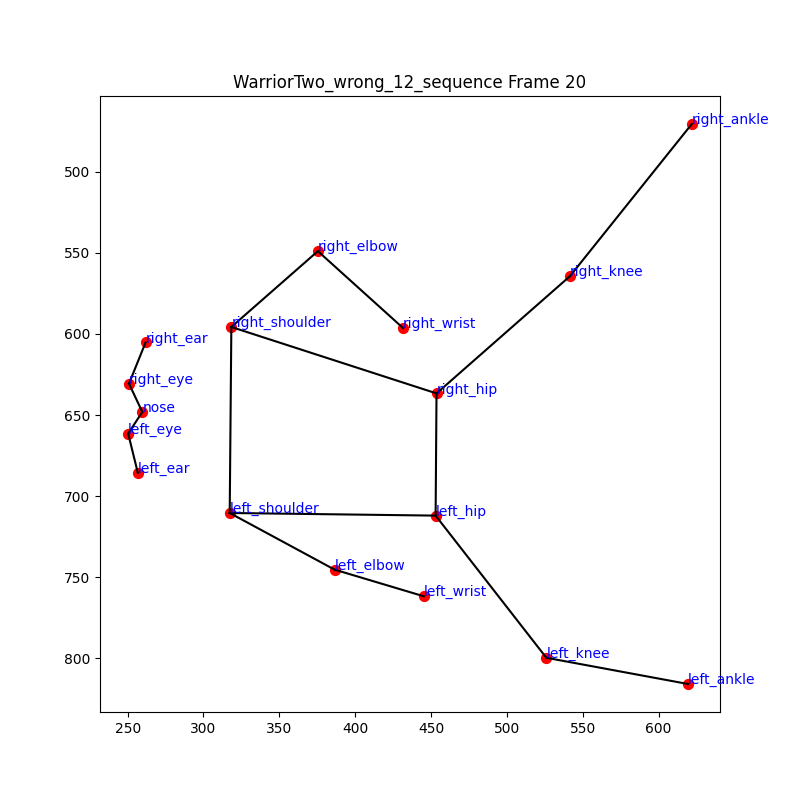 WarriorTwo_wrong_12_sequence Frame 20
right_ankle
500
right_elbow
550
right_knee
right_shoulder
right_wrist
600
right_ear
right_eye
right_hip
nose
650
left_eye
left_ear
700
left_shoulder
left_hip
750
left_elbow
left_wrist
left_knee
800
left_ankle
250 300 350 400 450 500 550 600